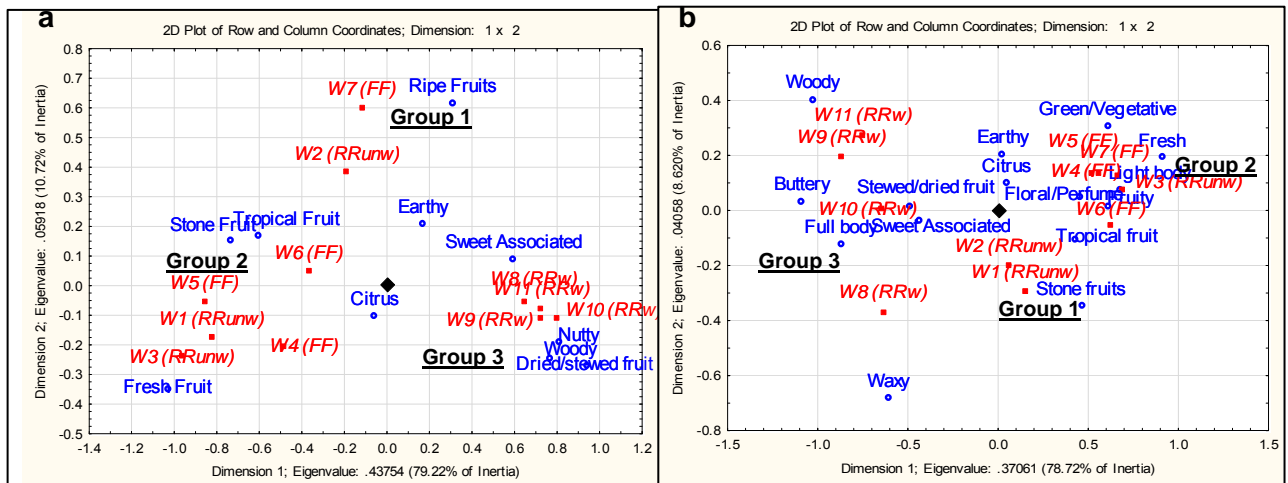 a
2D Plot of Row and Column Coordinates; Dimension: 1 x 2
0.8
0.7
0.6
0.5
0.4
0.3
0.2
0.1
0.0
-0.1
-0.2
-0.3
-0.4
-0.5
Dimension 2; Eigenvalue: .05918 (10.72% of Inertia)
W7 (FF)
Ripe Fruits
Group 1
W2 (RRunw)
Earthy
Stone Fruit
Tropical Fruit
Sweet Associated
Group 2
W6 (FF)
W5 (FF)
W8 (RRw)
Citrus
W11 (RRw)
W1 (RRunw)
W9 (RRw)
W10 (RRw)
W3 (RRunw)
W4 (FF)
Nutty
Group 3
Woody
Dried/stewed fruit
Fresh Fruit
-1.4 -1.2 -1.0 -0.8 -0.6 -0.4 -0.2 0.0 0.2 0.4 0.6 0.8 1.0 1.2
Dimension 1; Eigenvalue: .43754 (79.22% of Inertia)
b
2D Plot of Row and Column Coordinates; Dimension: 1 x 2
0.6
0.4
0.2
0.0
-0.2
-0.4
-0.6
-0.8
Dimension 2; Eigenvalue: .04058 (8.620% of Inertia)
Woody
Green/Vegetative
W11 (RRw)
W9 (RRw)
Earthy
W5 (FF)
Fresh
W7 (FF)
Group 2
Citrus
W4 (FF)
Light body
W3 (RRunw)
Buttery
Stewed/dried fruit
Floral/Perfume
Fruity
W10 (RRw)
W6 (FF)
Full body
Sweet Associated
Tropical fruit
Group 3
W2 (RRunw)
W1 (RRunw)
W8 (RRw)
Stone fruits
Group 1
Waxy
-1.5 -1.0 -0.5 0.0 0.5 1.0 1.5
Dimension 1; Eigenvalue: .37061 (78.72% of Inertia)